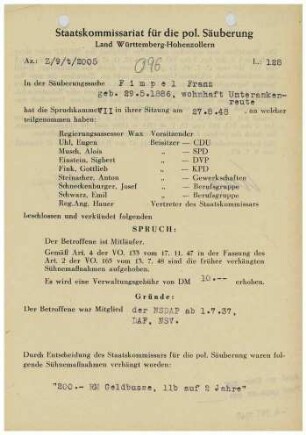 Staatskommissariat für die pol. Säuberung
Land Württemberg-Hohenzollern
Az.: Z/9/t/2005
096
L.. 128
In der Säuberungssache Fimpel Franz
geb. 29.5.1886, wohnhaft Unteranken-
reute
hat die Spruchkammer VII in ihrer Sitzung am 27.8.48 , an welcher
teilgenommen haben:
Regierungsassessor Wax Vorsitzender
Uhl, Eugen Beisitzer — CDU
Musch, Alois „ — SPD
Einstein, Sigbert „ — DVP
Fink, Gottlieb „ — KPD
Steinacher, Anton „ — Gewerkschaften
Schneckenburger, Josef „ — Berufsgruppe
Schwarz, Emil „ — Berufsgruppe
Reg.Ang. Huner Vertreter des Staatskommissars
beschlossen und verkündet folgenden
SPRUCH:
Der Betroffene ist Mitläufer.
Gemäß Art. 4 der VO. 133 vom 17. 11. 47 in der Fassung des
Art. 2 der VO. 165 vom 13. 7. 48 sind die früher verhängten
Sühnemaßnahmen aufgehoben.
Es wird eine Verwaltungsgebühr von DM 10.-- erhoben.
Gründe:
Der Betroffene war Mitglied der NSDAP ab 1.7.37,
DAF, NSV.
Durch Entscheidung des Staatskommissars für die pol. Säuberung waren fol-
gende Sühnemaßnahmen verhängt worden:
"200.- RM Geldbusse, 11b auf 2 Jahre"